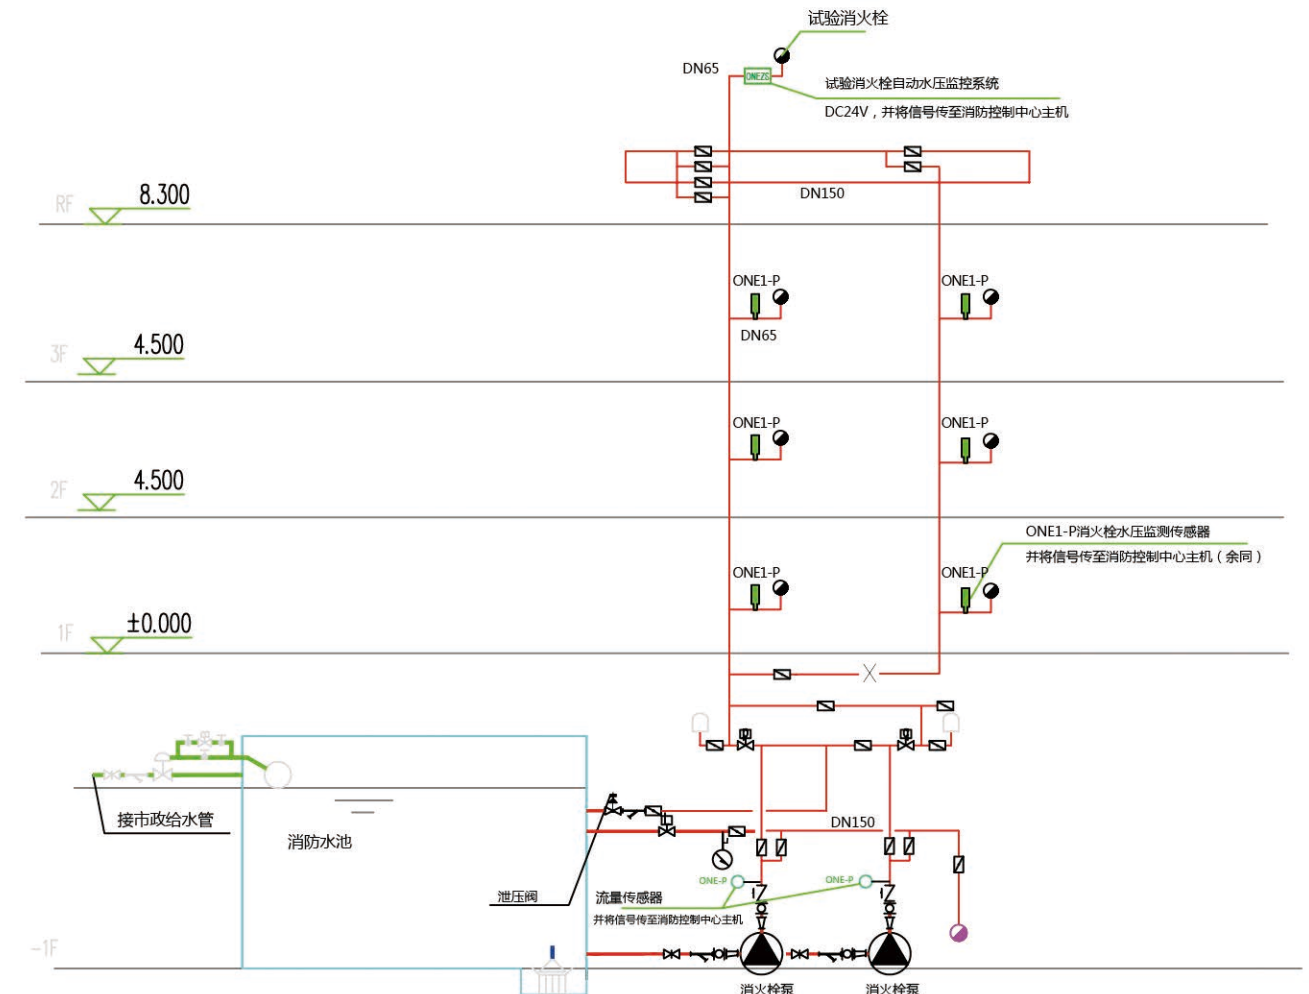 试验消火栓
DN65
ONEZS
试验消火栓自动水压监控系统
DC24V，并将信号传至消防控制中心主机
DN150
RF
8.300
ONE1-P
ONE1-P
DN65
3F
4.500
ONE1-P
ONE1-P
2F
4.500
ONE1-P消火栓水压监测传感器
并将信号传至消防控制中心主机（余同）
ONE1-P
ONE1-P
1F
±0.000
接市政给水管
消防水池
DN150
泄压阀
ONE-P
ONE-P
流量传感器
并将信号传至消防控制中心主机
-1F
消火栓泵
消火栓泵